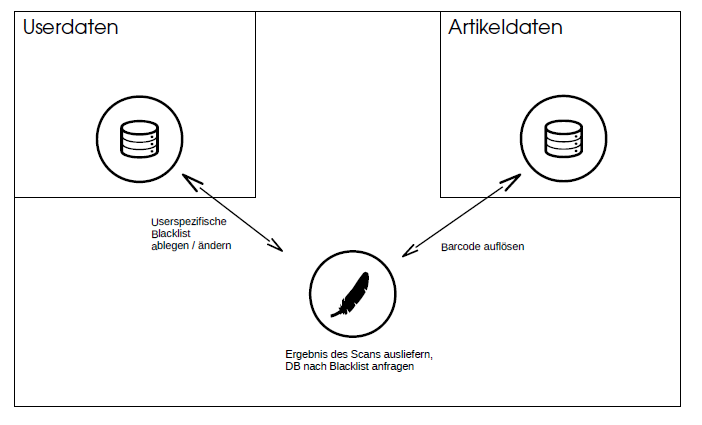 Userdaten
Artikeldaten
Userspezifische
Blacklist
ablegen / ändern
Barcode auflösen
Ergebnis des Scans ausliefern,
DB nach Blacklist anfragen